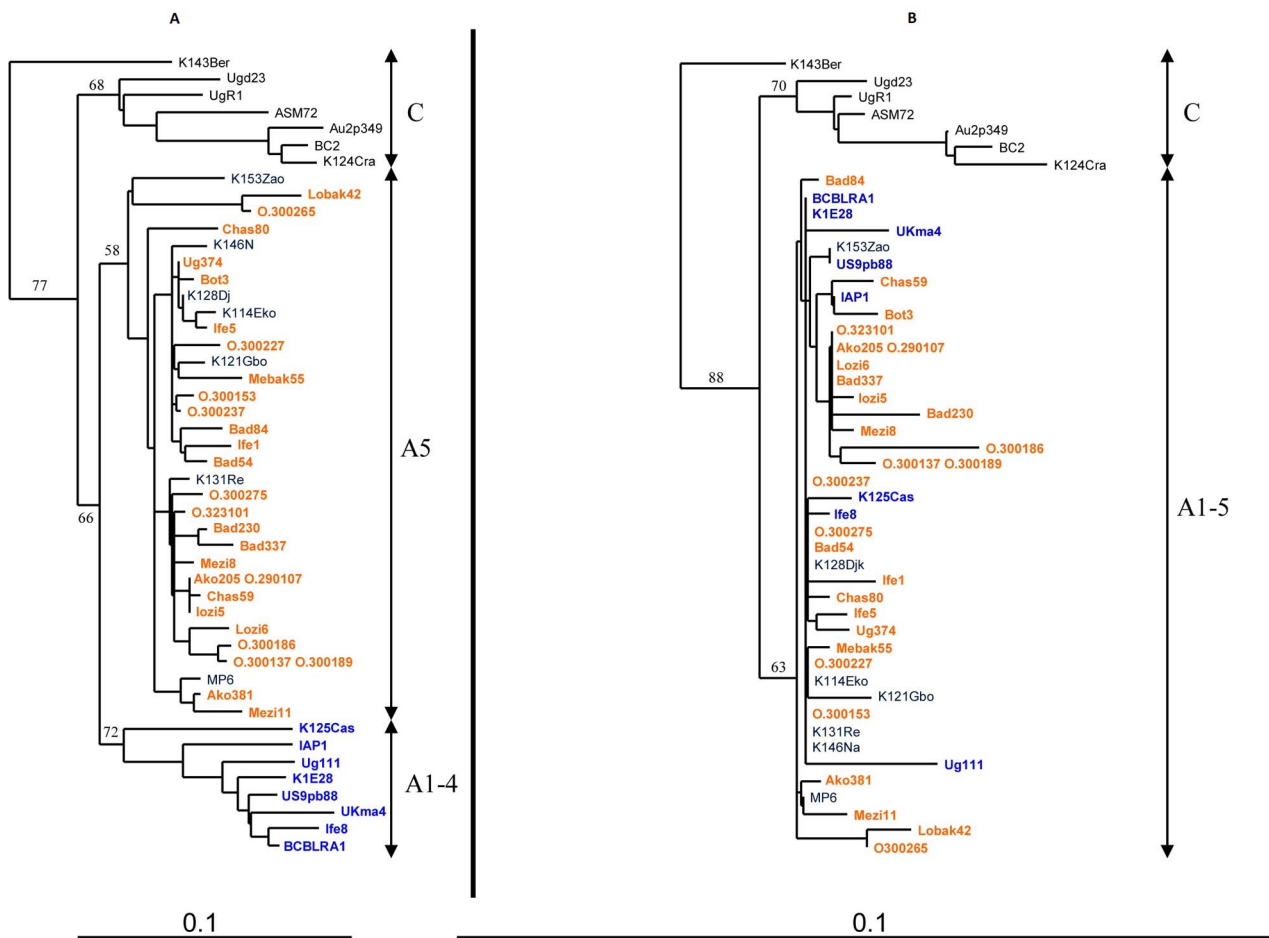 A
K143Ber
68
Ugd23
UgR1
ASM72
Au2p349
BC2
K124Cra
C
K153Zao
Lobak42
O.300265
Chas80
58
K146N
Ug374
Bot3
77
K128Dj
K114Eko
Ife5
O.300227
K121Gbo
Mebak55
O.300153
O.300237
Bad84
Ife1
Bad54
A5
K131Re
O.300275
O.323101
66
Bad230
Bad337
Mezi8
Ako205 O.290107
Chas59
lozi5
Lozi6
O.300186
O.300137 O.300189
MP6
Ako381
Mezi11
72
K125Cas
IAP1
Ug111
K1E28
A1-4
US9pb88
UKma4
Ife8
BCBLRA1
0.1
B
K143Ber
70
Ugd23
UgR1
ASM72
Au2p349
BC2
K124Cra
C
Bad84
BCBLRA1
K1E28
UKma4
K153Zao
US9pb88
Chas59
IAP1
Bot3
O.323101
Ako205 O.290107
Lozi6
88
Bad337
lozi5
Bad230
Mezi8
O.300186
O.300137 O.300189
O.300237
K125Cas
A1-5
Ife8
O.300275
Bad54
K128Djk
Ife1
Chas80
Ife5
Ug374
Mebak55
63
O.300227
K114Eko
K121Gbo
O.300153
K131Re
K146Na
Ug111
Ako381
MP6
Mezi11
Lobak42
O300265
0.1